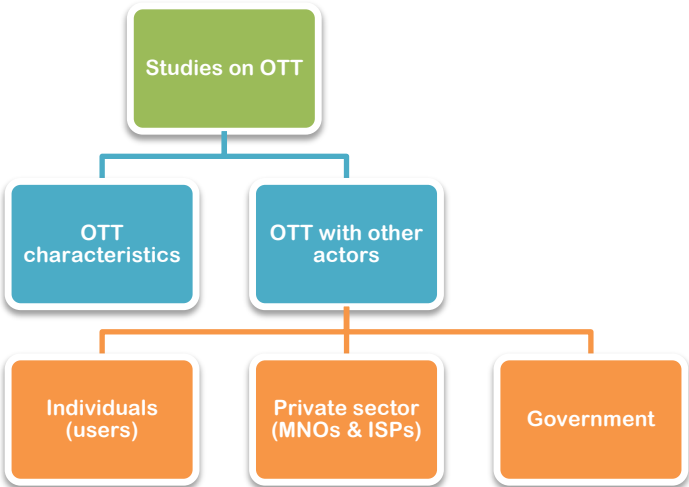 Studies on OTT
OTT
characteristics
OTT with other
actors
Individuals
(users)
Private sector
(MNOs & ISPs)
Government